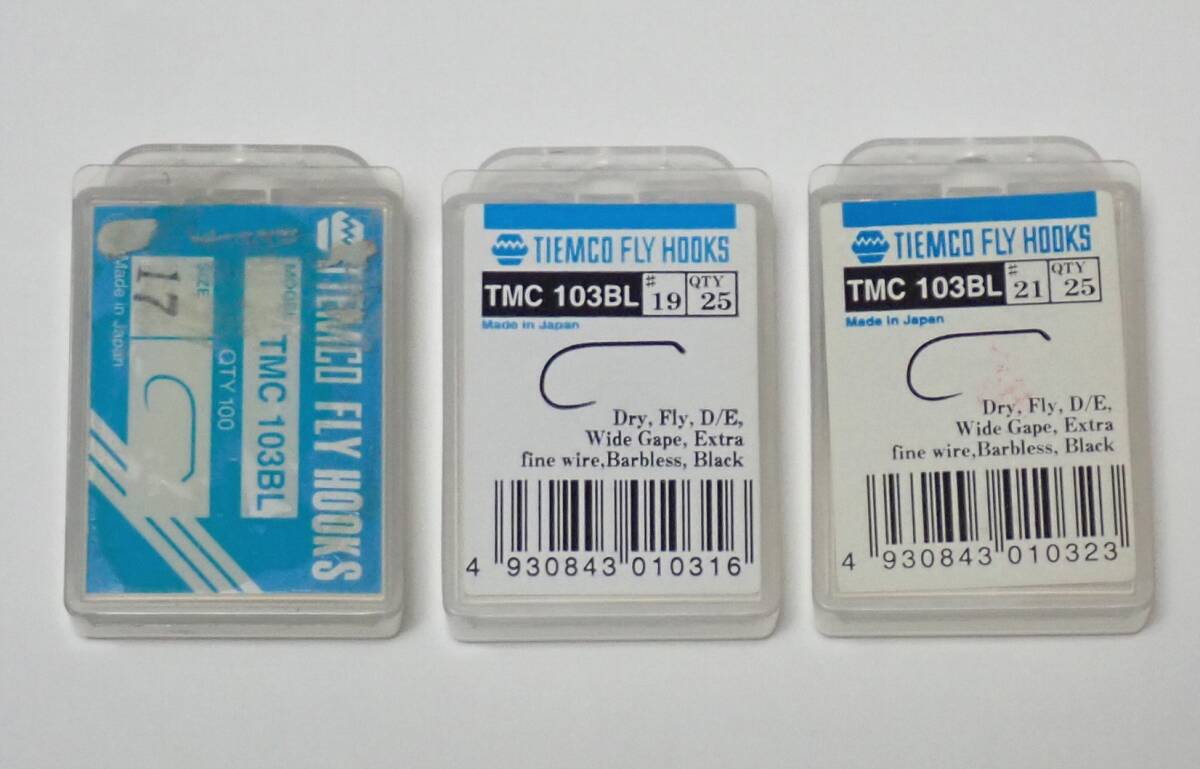 TIEMCO FLY HOOKS
MODEL TMC 103BL
QTY 100
SIZE
17
Made in Japan
TIEMCO FLY HOOKS
TMC 103BL # 19 QTY 25
Made in Japan
Dry, Fly, D/E,
Wide Gape, Extra
fine wire,Barbless, Black
4 930843 010316
TIEMCO FLY HOOKS
TMC 103BL # 21 QTY 25
Made in Japan
Dry, Fly, D/E,
Wide Gape, Extra
fine wire,Barbless, Black
4 930843 010323